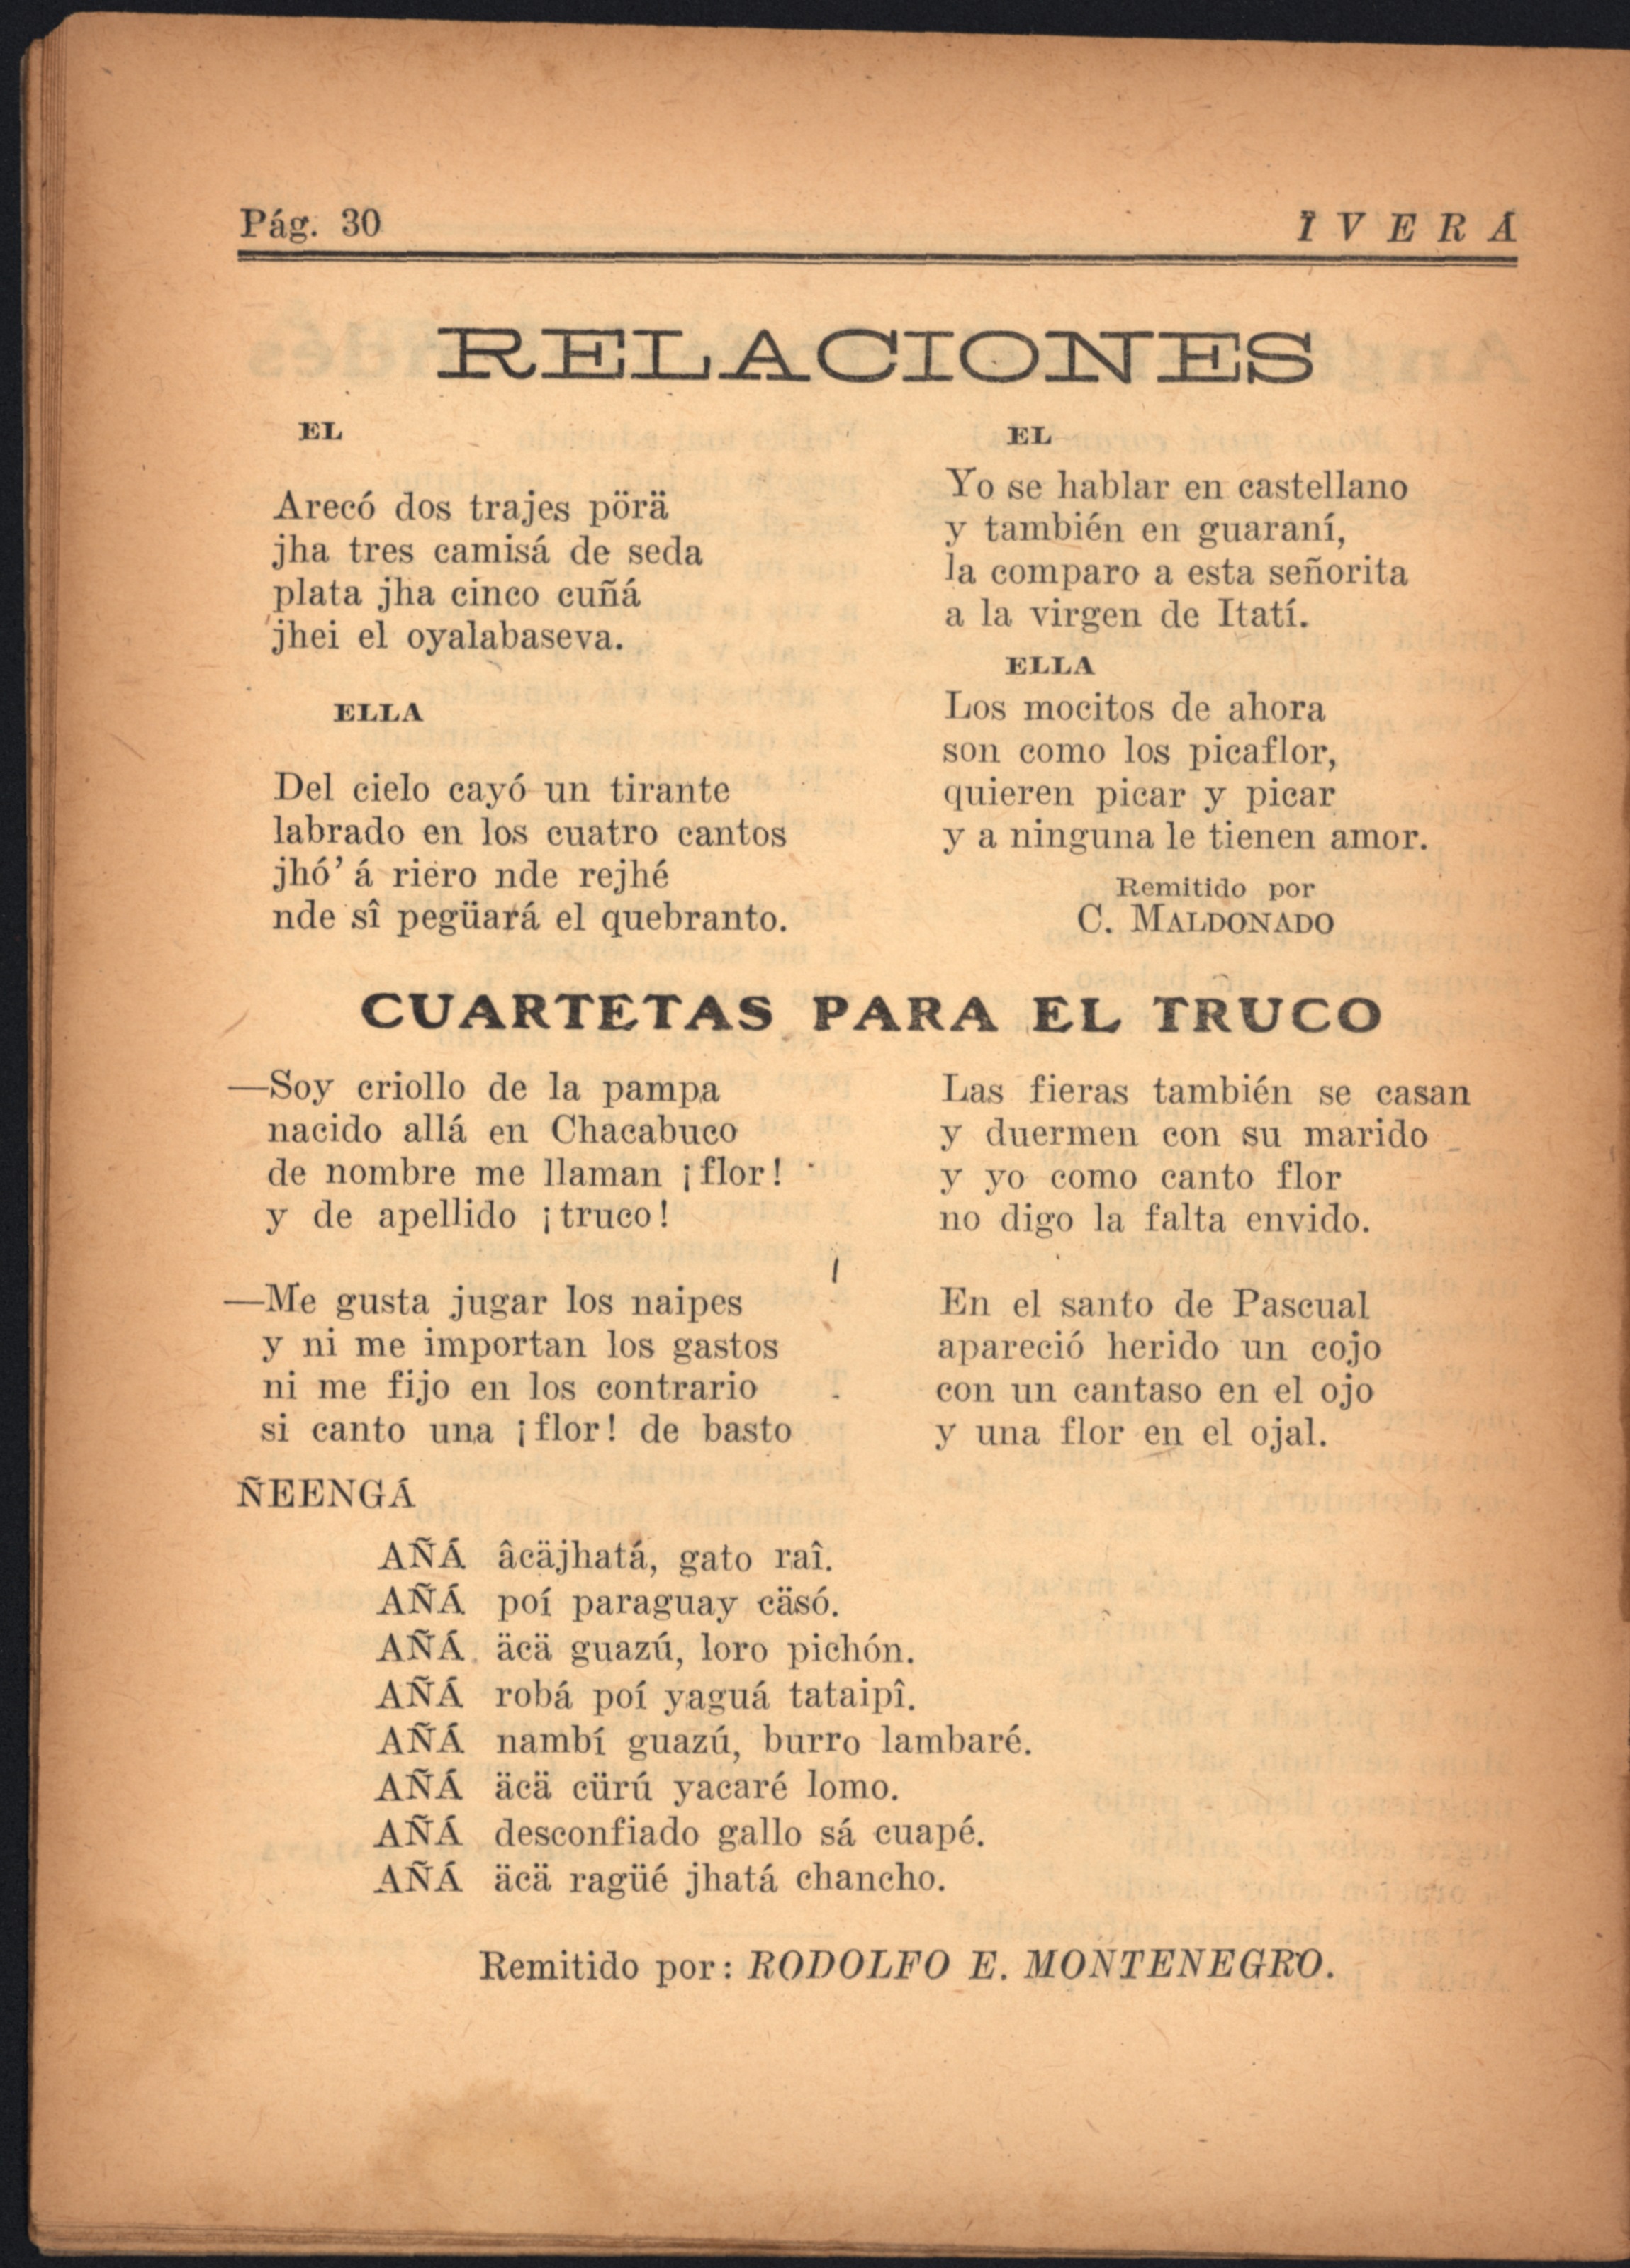 Pág. 30
ÎVERÁ
RELACIONES
EL
Arecó dos trajes pörä
jha tres camisá de seda
plata jha cinco cuñá
jhei el oyalabaseva.
ELLA
Del cielo cayó un tirante
labrado en los cuatro cantos
jhó’ á riero nde rejhé
nde sî pegüará el quebranto.
EL
Yo se hablar en castellano
y también en guaraní,
la comparo a esta señorita
a la virgen de Itatí.
ELLA
Los mocitos de ahora
son como los picaflor,
quieren picar y picar
y a ninguna le tienen amor.
Remitido por
C. MALDONADO
CUARTETAS PARA EL TRUCO
—Soy criollo de la pampa
nacido allá en Chacabuco
de nombre me llaman ¡flor!
y de apellido ¡truco!
—Me gusta jugar los naipes
y ni me importan los gastos
ni me fijo en los contrario
si canto una ¡flor! de basto
Las fieras también se casan
y duermen con su marido
y yo como canto flor
no digo la falta envido.
En el santo de Pascual
apareció herido un cojo
con un cantaso en el ojo
y una flor en el ojal.
ÑEENGÁ
AÑÁ âcäjhatá, gato raî.
AÑÁ poí paraguay cäsó.
AÑÁ äcä guazú, loro pichón.
AÑÁ robá poí yaguá tataipî.
AÑÁ nambí guazú, burro lambaré.
AÑÁ äcä cürú yacaré lomo.
AÑÁ desconfiado gallo sá cuapé.
AÑÁ äcä ragüé jhatá chancho.
Remitido por: RODOLFO E. MONTENEGRO.